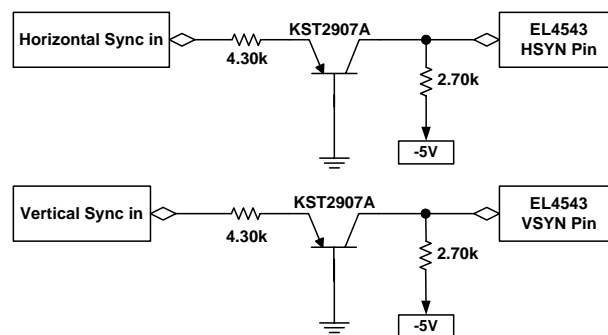 KST2907A
Horizontal Sync in
4.30k
EL4543
HSYN Pin
2.70k
-5V
KST2907A
Vertical Sync in
4.30k
EL4543
VSYN Pin
2.70k
-5V